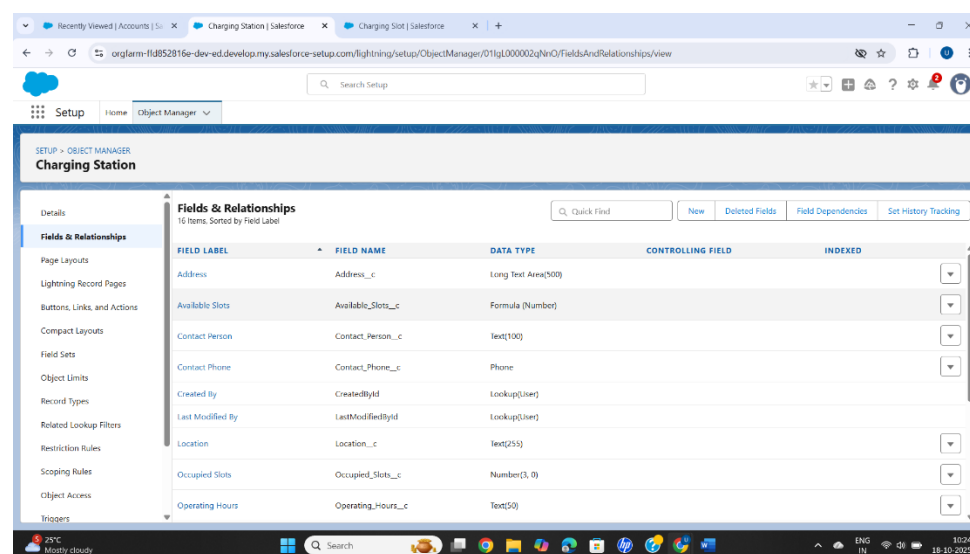 Recently Viewed | Accounts | Sa
Charging Station | Salesforce
Charging Slot | Salesforce
orgfarm-ffd852816e-dev-ed.develop.my.salesforce-setup.com/lightning/setup/ObjectManager/01IgL000002qNnO/FieldsAndRelationships/view
Search Setup
Setup
Home
Object Manager
SETUP > OBJECT MANAGER
Charging Station
Details
Fields & Relationships
Page Layouts
Lightning Record Pages
Buttons, Links, and Actions
Compact Layouts
Field Sets
Object Limits
Record Types
Related Lookup Filters
Restriction Rules
Scoping Rules
Object Access
Triggers
Fields & Relationships
16 Items, Sorted by Field Label
Quick Find
New
Deleted Fields
Field Dependencies
Set History Tracking
FIELD LABEL FIELD NAME DATA TYPE CONTROLLING FIELD INDEXED
Address Address__c Long Text Area(500)
Available Slots Available_Slots__c Formula (Number)
Contact Person Contact_Person__c Text(100)
Contact Phone Contact_Phone__c Phone
Created By CreatedById Lookup(User)
Last Modified By LastModifiedById Lookup(User)
Location Location__c Text(255)
Occupied Slots Occupied_Slots__c Number(3, 0)
Operating Hours Operating_Hours__c Text(50)
25°C
Mostly cloudy
Search
ENG
IN
18-10-202